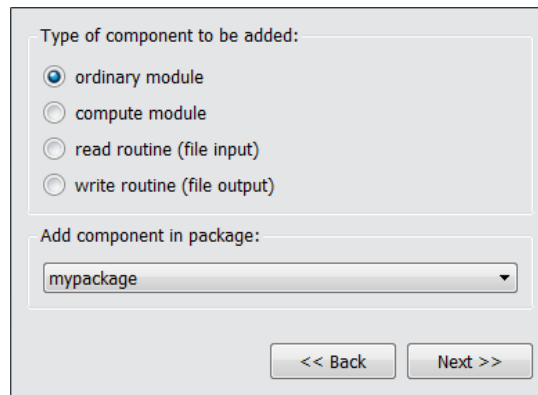 Type of component to be added:
ordinary module
compute module
read routine (file input)
write routine (file output)
Add component in package:
mypackage
<< Back
Next >>